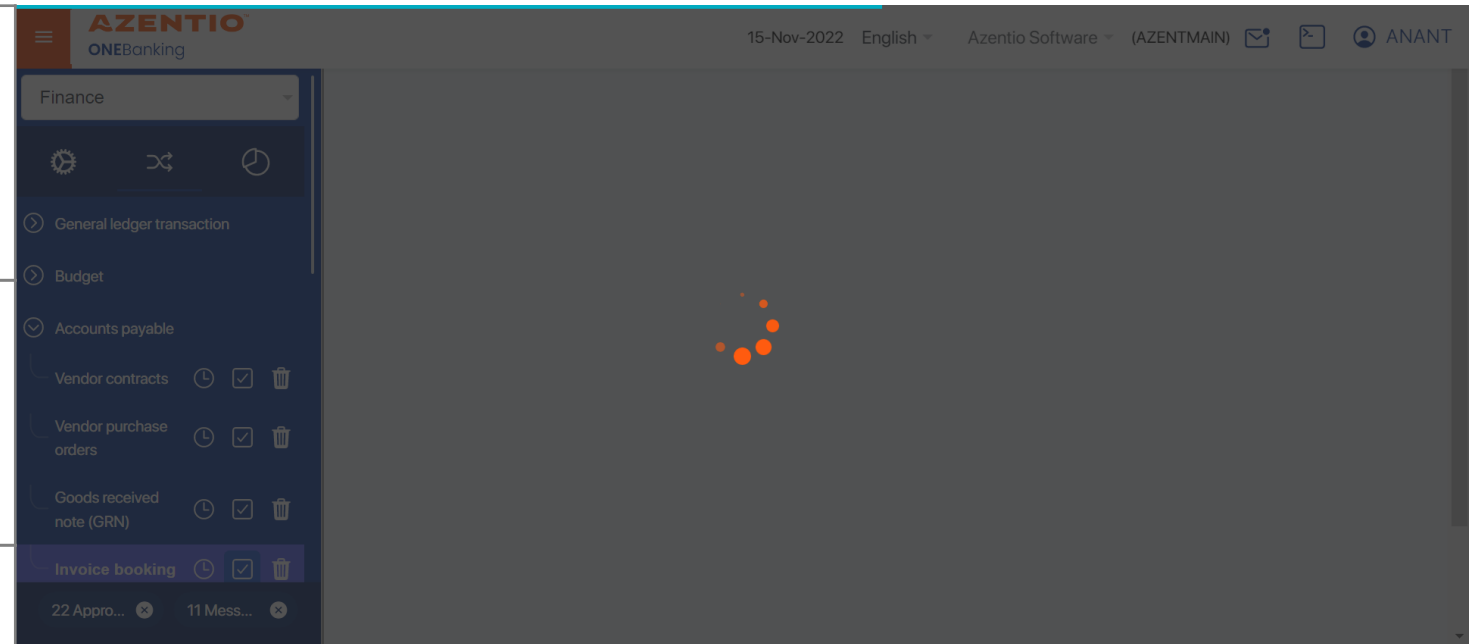 AZENTIO
ONEBanking
15-Nov-2022 English Azentio Software (AZENTMAIN) ANANT
Finance
General ledger transaction
Budget
Accounts payable
Vendor contracts
Vendor purchase
orders
Goods received
note (GRN)
Invoice booking
22 Appro... 11 Mess...